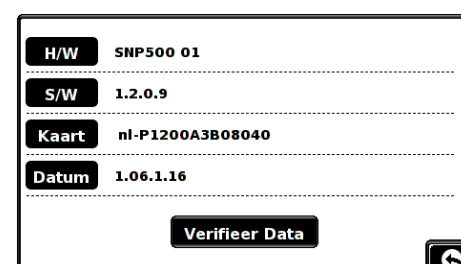 H/W SNP500 01
S/W 1.2.0.9
Kaart nl-P1200A3B08040
Datum 1.06.1.16
Verifieer Data